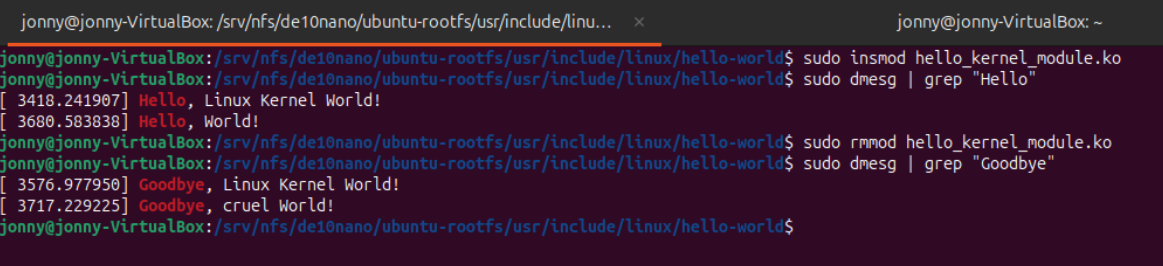 jonny@jonny-VirtualBox: /srv/nfs/de10nano/ubuntu-rootfs/usr/include/linu... × jonny@jonny-VirtualBox: ~
jonny@jonny-VirtualBox:/srv/nfs/de10nano/ubuntu-rootfs/usr/include/linux/hello-world$ sudo insmod hello_kernel_module.ko
jonny@jonny-VirtualBox:/srv/nfs/de10nano/ubuntu-rootfs/usr/include/linux/hello-world$ sudo dmesg | grep "Hello"
[ 3418.241907] Hello, Linux Kernel World!
[ 3680.583838] Hello, World!
jonny@jonny-VirtualBox:/srv/nfs/de10nano/ubuntu-rootfs/usr/include/linux/hello-world$ sudo rmmod hello_kernel_module.ko
jonny@jonny-VirtualBox:/srv/nfs/de10nano/ubuntu-rootfs/usr/include/linux/hello-world$ sudo dmesg | grep "Goodbye"
[ 3576.977950] Goodbye, Linux Kernel World!
[ 3717.229225] Goodbye, cruel World!
jonny@jonny-VirtualBox:/srv/nfs/de10nano/ubuntu-rootfs/usr/include/linux/hello-world$